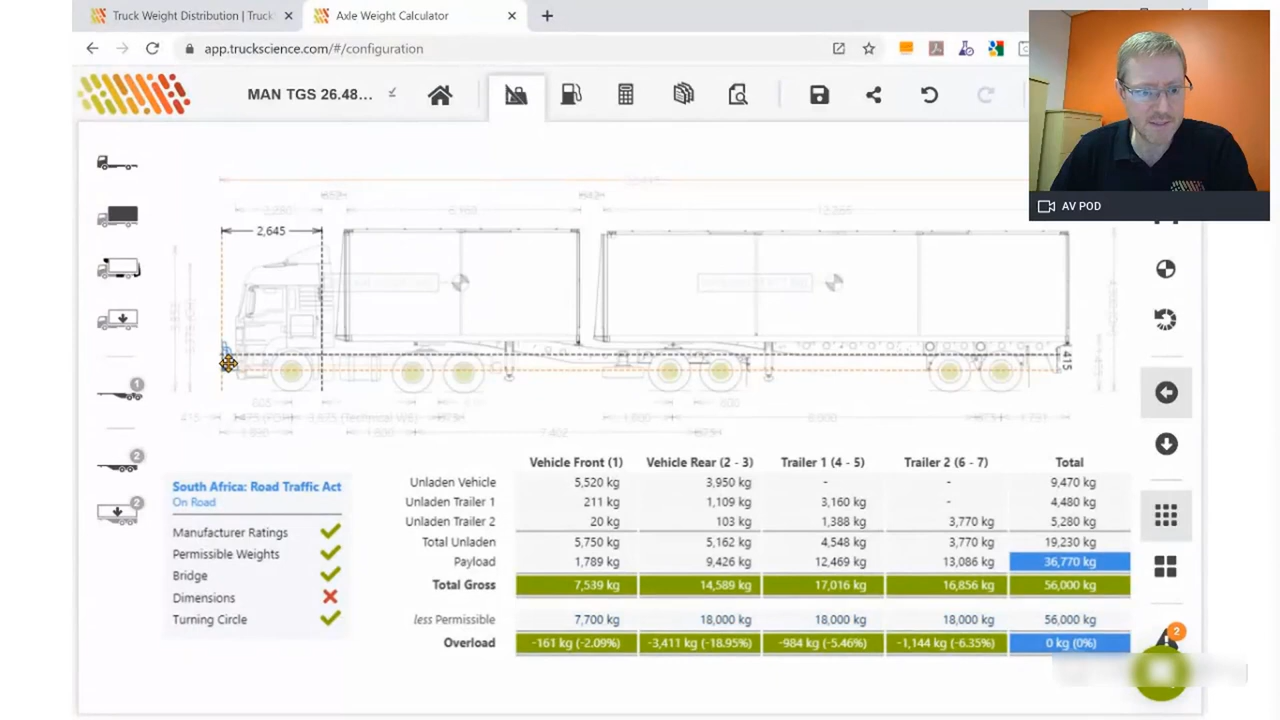 Truck Weight Distribution | Truck
Axle Weight Calculator
app.truckscience.com/#/configuration
MAN TGS 26.48...
AV POD
2,645
415
1
2
2
South Africa: Road Traffic Act
On Road
Manufacturer Ratings
Permissible Weights
Bridge
Dimensions
Turning Circle
Vehicle Front (1) Vehicle Rear (2 - 3) Trailer 1 (4 - 5) Trailer 2 (6 - 7) Total
Unladen Vehicle 5,520 kg 3,950 kg - - 9,470 kg
Unladen Trailer 1 211 kg 1,109 kg 3,160 kg - 4,480 kg
Unladen Trailer 2 20 kg 103 kg 1,388 kg 3,770 kg 5,280 kg
Total Unladen 5,750 kg 5,162 kg 4,548 kg 3,770 kg 19,230 kg
Payload 1,789 kg 9,426 kg 12,469 kg 13,086 kg 36,770 kg
Total Gross 7,539 kg 14,589 kg 17,016 kg 16,856 kg 56,000 kg
less Permissible 7,700 kg 18,000 kg 18,000 kg 18,000 kg 56,000 kg
Overload -161 kg (-2.09%) -3,411 kg (-18.95%) -984 kg (-5.46%) -1,144 kg (-6.35%) 0 kg (0%)
2